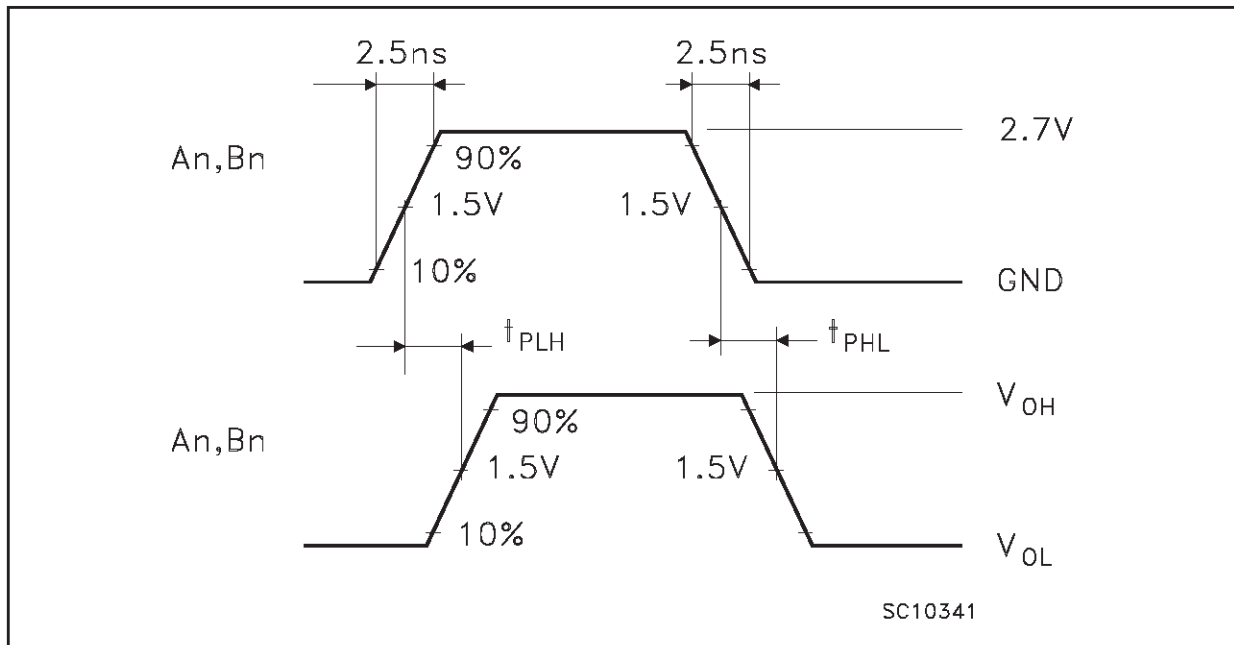 2.5ns 2.5ns
2.7V
An,Bn 90%
1.5V 1.5V
10%
GND
tPLH tPHL
VOH
90%
An,Bn
1.5V 1.5V
10%
VOL
SC10341